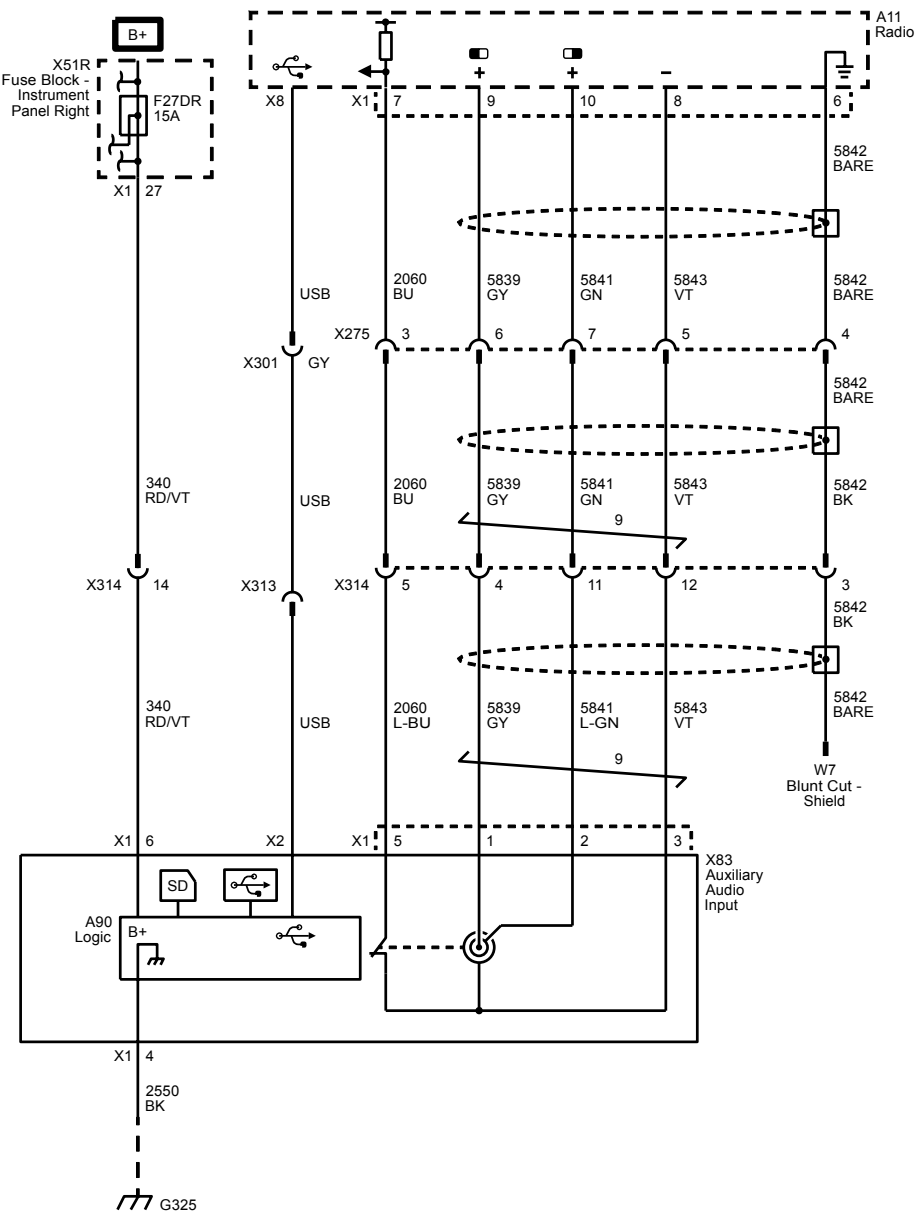 B+
A11
Radio
X51R
Fuse Block -
Instrument
Panel Right
F27DR
15A
+
+
−
X8
X1
7
9
10
8
6
X1
27
5842
BARE
USB
2060
BU
5839
GY
5841
GN
5843
VT
5842
BARE
X275
3
6
7
5
4
X301
GY
5842
BARE
340
RD/VT
USB
2060
BU
5839
GY
5841
GN
5843
VT
5842
BK
9
X314
14
X313
X314
5
4
11
12
3
5842
BK
340
RD/VT
USB
2060
L-BU
5839
GY
5841
L-GN
5843
VT
5842
BARE
9
W7
Blunt Cut -
Shield
X1
6
X2
X1
5
1
2
3
X83
Auxiliary
Audio
Input
SD
A90
Logic
B+
X1
4
2550
BK
G325